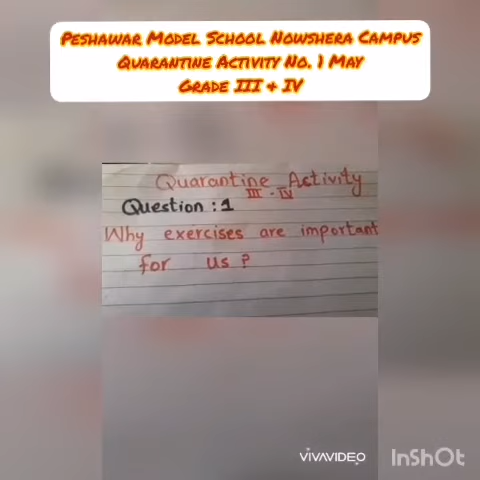 Peshawar Model School Nowshera Campus
Quarantine Activity No. 1 May
Grade III & IV
Quarantine Activity
III - IV
Question : 1
Why exercises are important
for us ?
VIVAVIDEO
InShOt